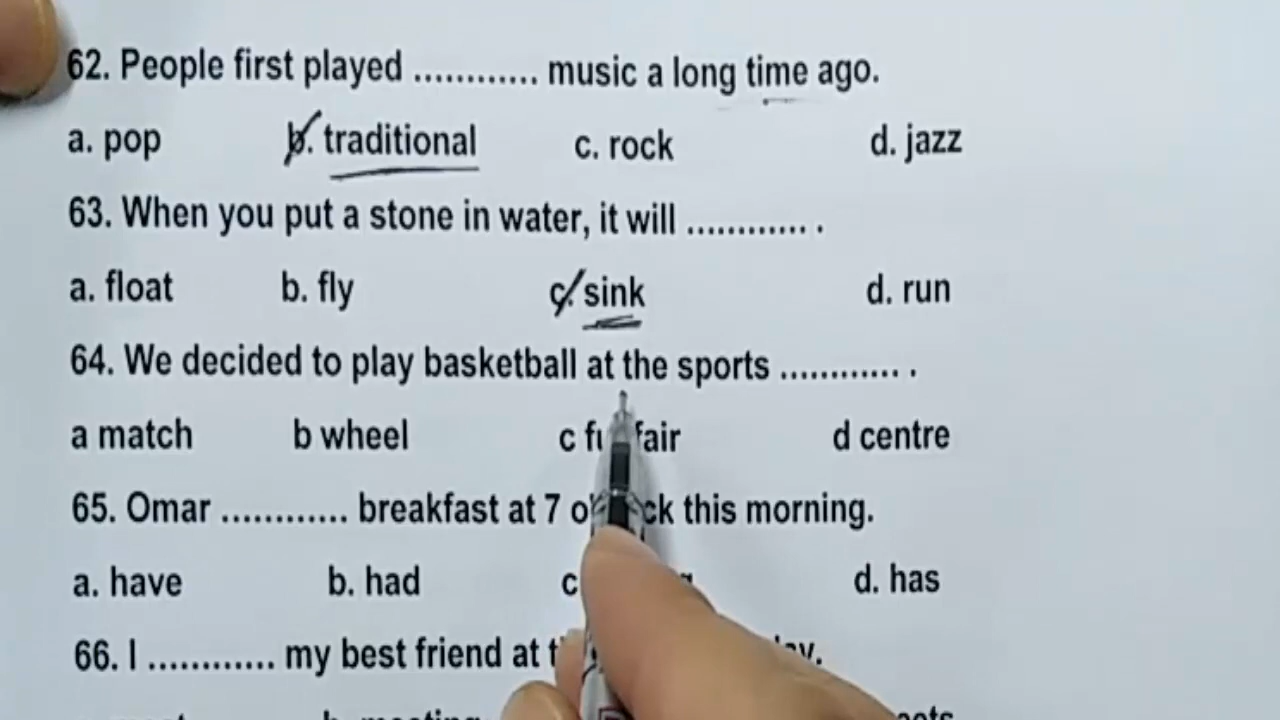 62. People first played ............ music a long time ago.
a. pop b. traditional c. rock d. jazz
63. When you put a stone in water, it will ............ .
a. float b. fly c. sink d. run
64. We decided to play basketball at the sports ............ .
a match b wheel c d centre
65. Omar ............ breakfast at 7 this morning.
a. have b. had c d. has
66. I ............ my best friend at
b. meeting